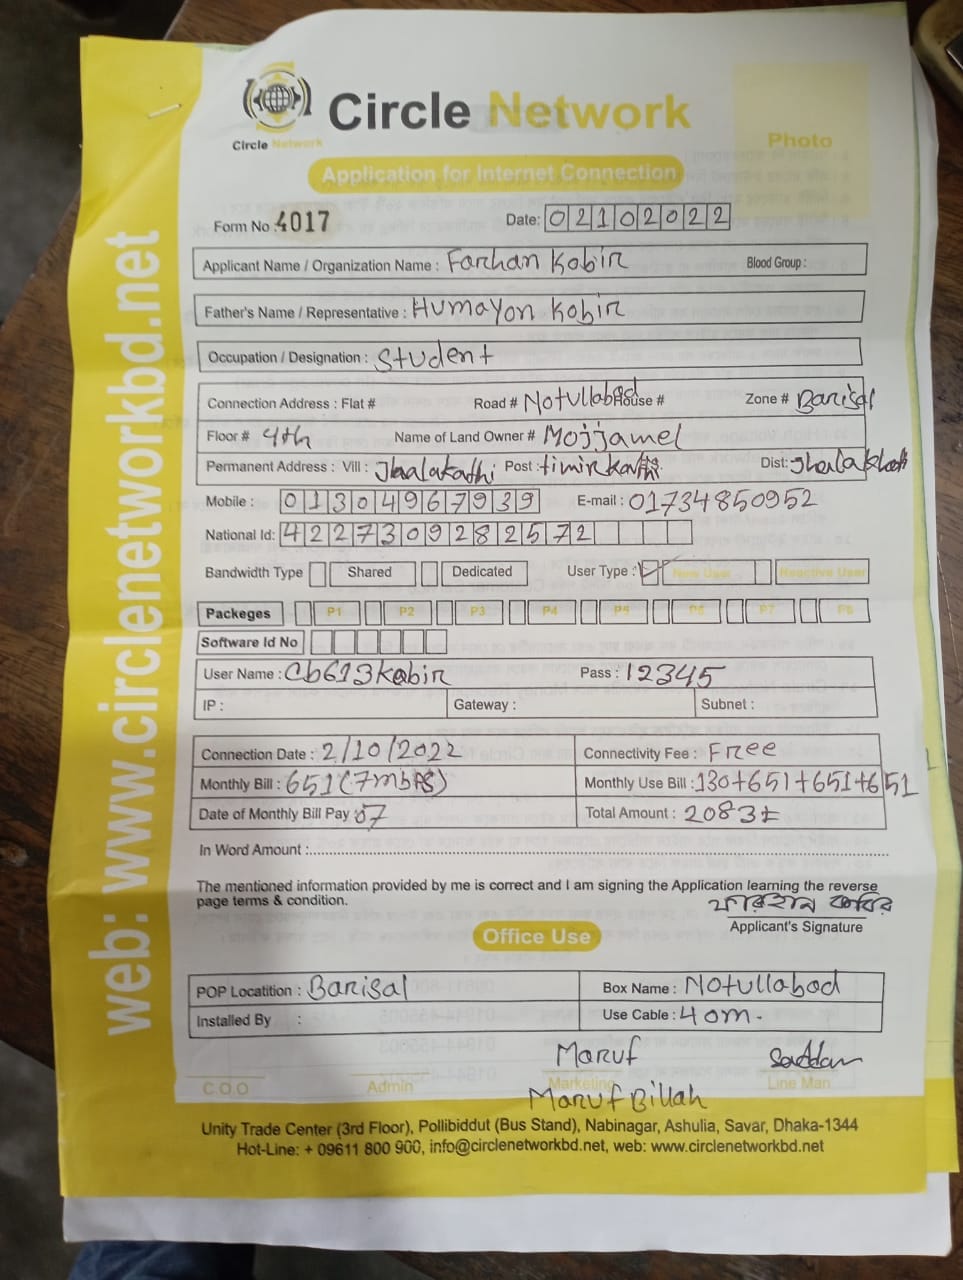 Circle Network
Circle Network
Photo
Application for Internet Connection
Form No : 4017
Date: 02102022
Applicant Name / Organization Name : Farhan Kobir Blood Group :
Father's Name / Representative : Humayon Kobir
Occupation / Designation : Student
Connection Address : Flat # Road # Notullabad House # Zone # Barisal
Floor # 4th Name of Land Owner # Mojjamel
Permanent Address : Vill : Jhalakathi Post : timirkathi Dist:
Mobile : 01304967939 E-mail : 01734850952
National Id: 4227309282572
Bandwidth Type Shared Dedicated User Type : New User Reactive User
Packeges P1 P2 P3 P4 P5 P6 P7 P8
Software Id No
User Name : Cb613kabir Pass : 12345
IP : Gateway : Subnet :
Connection Date : 2/10/2022 Connectivity Fee : Free
Monthly Bill : 651 (7mbps) Monthly Use Bill : 130+651+651+651
Date of Monthly Bill Pay : 07 Total Amount : 2083৳
In Word Amount :
The mentioned information provided by me is correct and I am signing the Application learning the reverse
page terms & condition.
ফারহান কবির
Applicant's Signature
Office Use
POP Locatition : Barisal Box Name : Notullabod
Installed By : Use Cable : 40m.
Maruf Saddam
C.O.O Admin Marketing Line Man
Maruf Billah
Unity Trade Center (3rd Floor), Pollibiddut (Bus Stand), Nabinagar, Ashulia, Savar, Dhaka-1344
Hot-Line: + 09611 800 900, info@circlenetworkbd.net, web: www.circlenetworkbd.net
web: www.circlenetworkbd.net